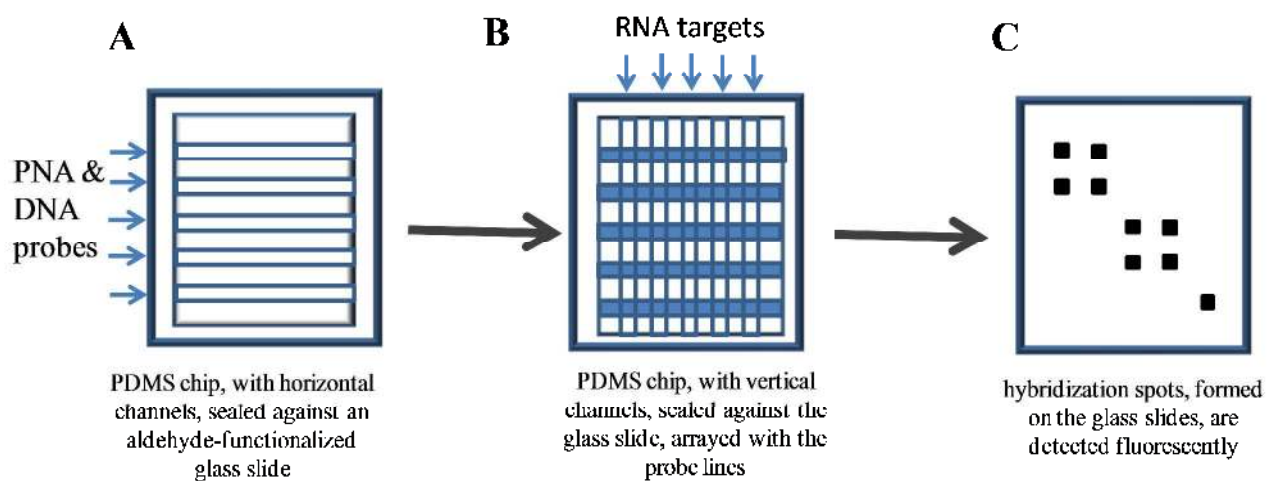 A
B
C
RNA targets
PNA &
DNA
probes
PDMS chip, with horizontal
channels, sealed against an
aldehyde-functionalized
glass slide
PDMS chip, with vertical
channels, sealed against the
glass slide, arrayed with the
probe lines
hybridization spots, formed
on the glass slides, are
detected fluorescently